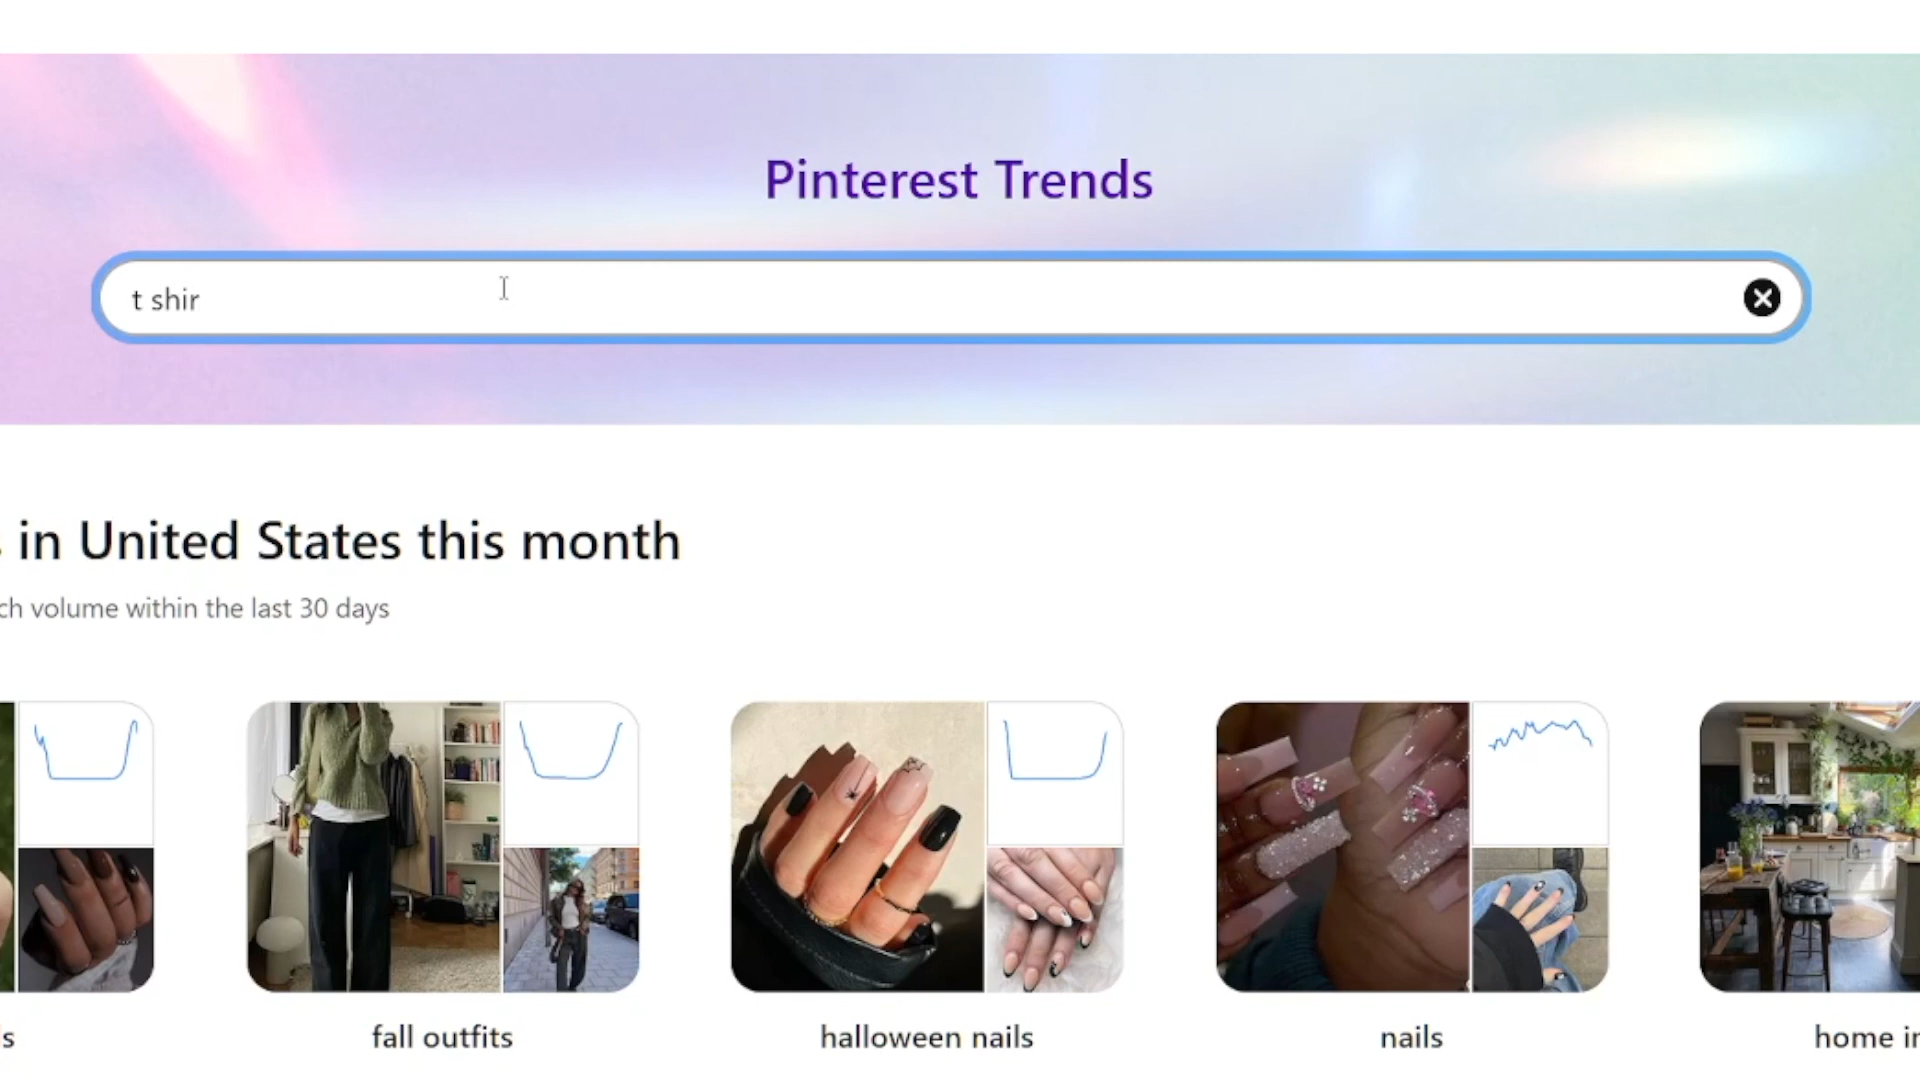 Pinterest Trends
t shir
in United States this month
volume within the last 30 days
fall outfits
halloween nails
nails
home